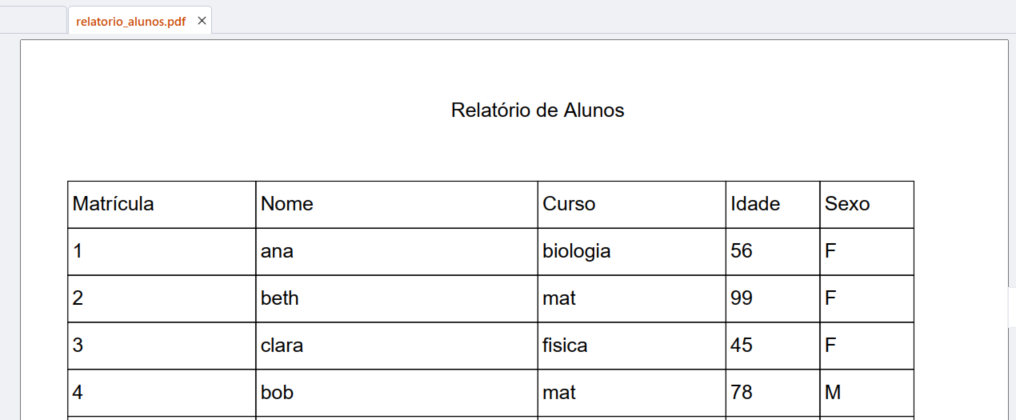 relatorio_alunos.pdf ×
Relatório de Alunos
Matrícula Nome Curso Idade Sexo
1 ana biologia 56 F
2 beth mat 99 F
3 clara fisica 45 F
4 bob mat 78 M